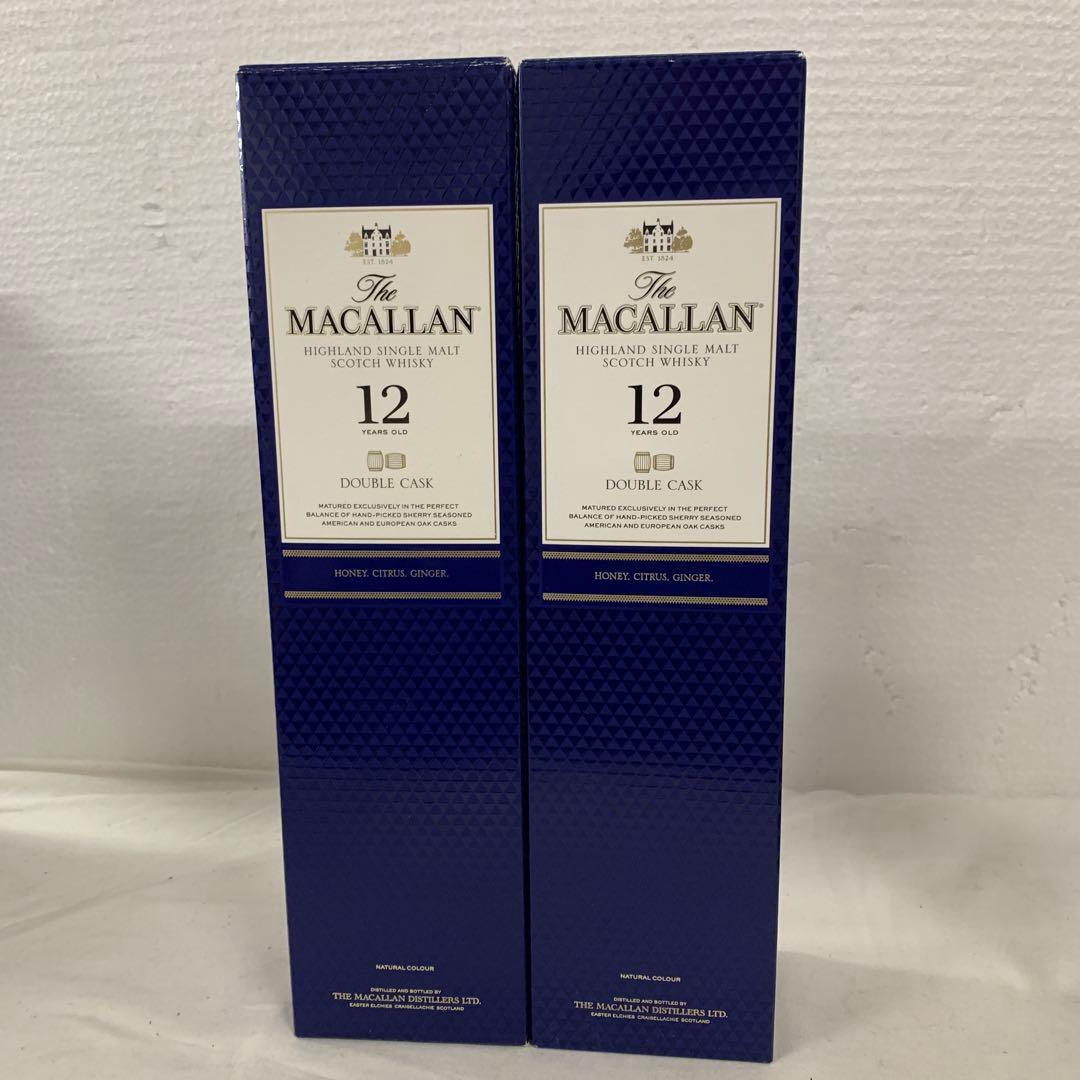 EST. 1824
The
MACALLAN
HIGHLAND SINGLE MALT
SCOTCH WHISKY
12
YEARS OLD
DOUBLE CASK
MATURED EXCLUSIVELY IN THE PERFECT
BALANCE OF HAND-PICKED SHERRY SEASONED
AMERICAN AND EUROPEAN OAK CASKS
HONEY. CITRUS. GINGER.
NATURAL COLOUR
DISTILLED AND BOTTLED BY
THE MACALLAN DISTILLERS LTD.
EASTER ELCHIES CRAIGELLACHIE SCOTLAND
EST 1824
The
MACALLAN
HIGHLAND SINGLE MALT
SCOTCH WHISKY
12
YEARS OLD
DOUBLE CASK
MATURED EXCLUSIVELY IN THE PERFECT
BALANCE OF HAND-PICKED SHERRY SEASONED
AMERICAN AND EUROPEAN OAK CASKS
HONEY. CITRUS. GINGER.
NATURAL COLOUR
DISTILLED AND BOTTLED BY
THE MACALLAN DISTILLERS LTD.
EASTER ELCHIES CRAIGELLACHIE SCOTLAND